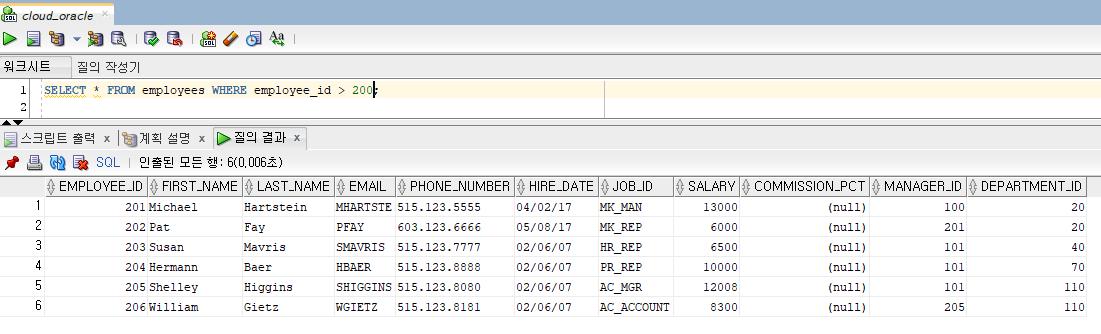 cloud_oracle
워크시트 질의 작성기
1 SELECT * FROM employees WHERE employee_id > 200;
2
스크립트 출력 x 계획 설명 x 질의 결과 x
SQL 인출된 모든 행: 6(0,006초)
EMPLOYEE_ID FIRST_NAME LAST_NAME EMAIL PHONE_NUMBER HIRE_DATE JOB_ID SALARY COMMISSION_PCT MANAGER_ID DEPARTMENT_ID
1 201 Michael Hartstein MHARTSTE 515.123.5555 04/02/17 MK_MAN 13000 (null) 100 20
2 202 Pat Fay PFAY 603.123.6666 05/08/17 MK_REP 6000 (null) 201 20
3 203 Susan Mavris SMAVRIS 515.123.7777 02/06/07 HR_REP 6500 (null) 101 40
4 204 Hermann Baer HBAER 515.123.8888 02/06/07 PR_REP 10000 (null) 101 70
5 205 Shelley Higgins SHIGGINS 515.123.8080 02/06/07 AC_MGR 12008 (null) 101 110
6 206 William Gietz WGIETZ 515.123.8181 02/06/07 AC_ACCOUNT 8300 (null) 205 110